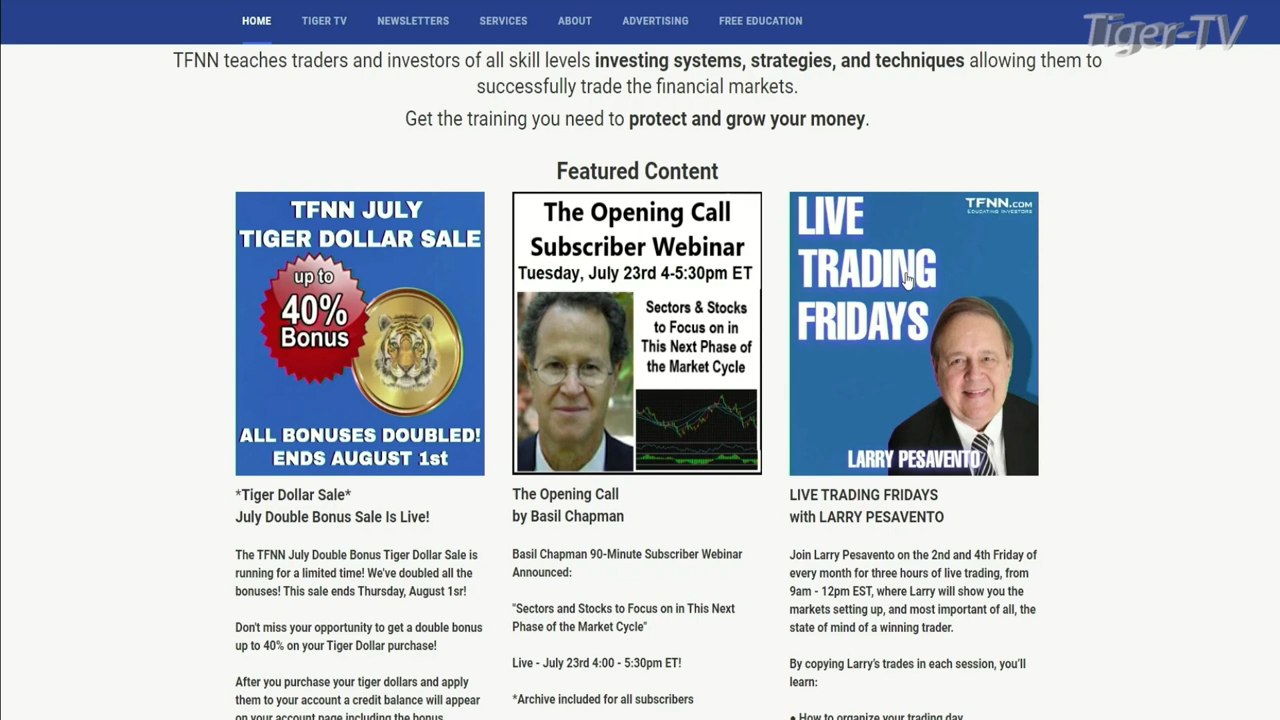 HOME TIGER TV NEWSLETTERS SERVICES ABOUT ADVERTISING FREE EDUCATION
Tiger-TV
TFNN teaches traders and investors of all skill levels investing systems, strategies, and techniques allowing them to
successfully trade the financial markets.
Get the training you need to protect and grow your money.
Featured Content
TFNN JULY
TIGER DOLLAR SALE
up to
40%
Bonus
ALL BONUSES DOUBLED!
ENDS AUGUST 1st
*Tiger Dollar Sale*
July Double Bonus Sale Is Live!
The TFNN July Double Bonus Tiger Dollar Sale is
running for a limited time! We've doubled all the
bonuses! This sale ends Thursday, August 1sr!
Don't miss your opportunity to get a double bonus
up to 40% on your Tiger Dollar purchase!
After you purchase your tiger dollars and apply
them to your account a credit balance will appear
on your account page including the bonus
The Opening Call
Subscriber Webinar
Tuesday, July 23rd 4-5:30pm ET
Sectors & Stocks
to Focus on in
This Next Phase of
the Market Cycle
The Opening Call
by Basil Chapman
Basil Chapman 90-Minute Subscriber Webinar
Announced:
"Sectors and Stocks to Focus on in This Next
Phase of the Market Cycle"
Live - July 23rd 4:00 - 5:30pm ET!
*Archive included for all subscribers
TFNN.COM
EDUCATING INVESTORS
LIVE
TRADING
FRIDAYS
LARRY PESAVENTO
LIVE TRADING FRIDAYS
with LARRY PESAVENTO
Join Larry Pesavento on the 2nd and 4th Friday of
every month for three hours of live trading, from
9am - 12pm EST, where Larry will show you the
markets setting up, and most important of all, the
state of mind of a winning trader.
By copying Larry's trades in each session, you'll
learn:
• How to organize your trading day